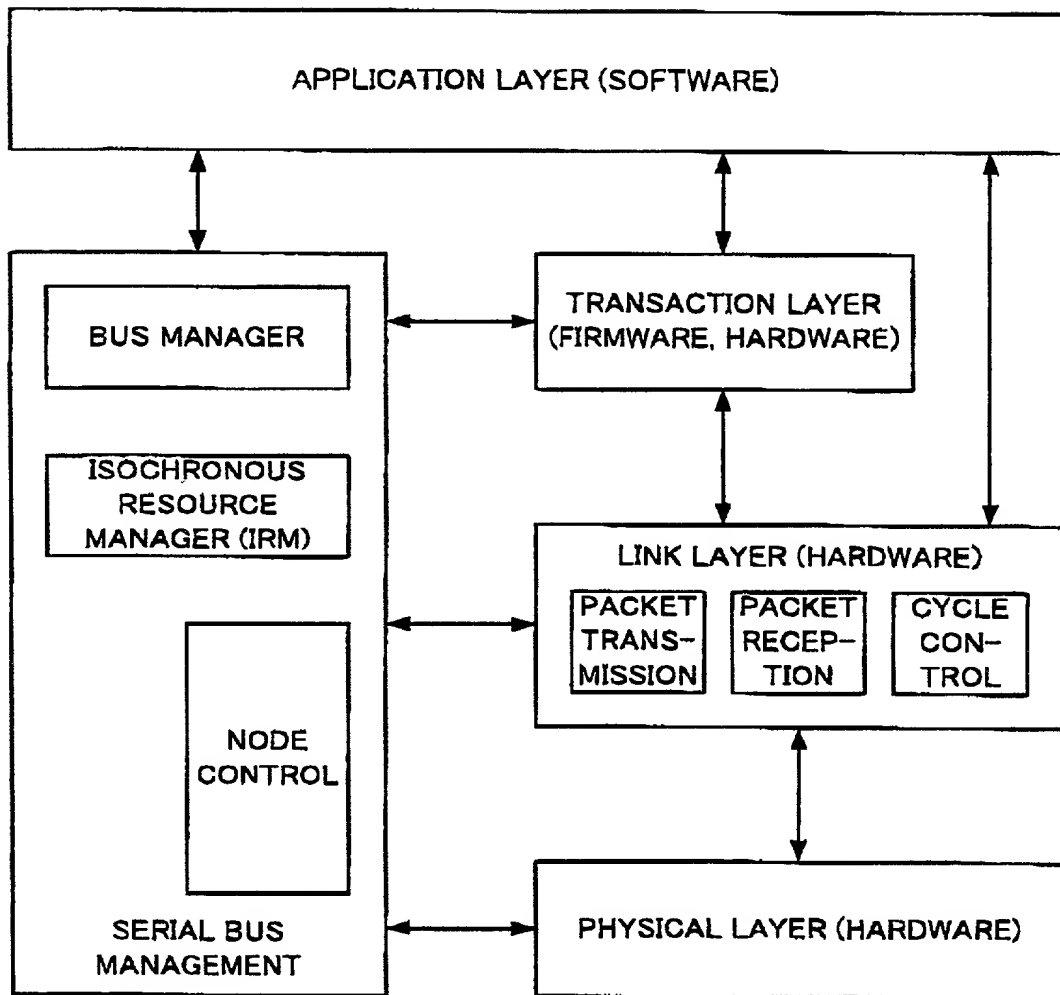 APPLICATION LAYER (SOFTWARE)
BUS MANAGER
ISOCHRONOUS
RESOURCE
MANAGER (IRM)
NODE
CONTROL
SERIAL BUS
MANAGEMENT
TRANSACTION LAYER
(FIRMWARE, HARDWARE)
LINK LAYER (HARDWARE)
PACKET
TRANS-
MISSION
PACKET
RECEP-
TION
CYCLE
CON-
TROL
PHYSICAL LAYER (HARDWARE)